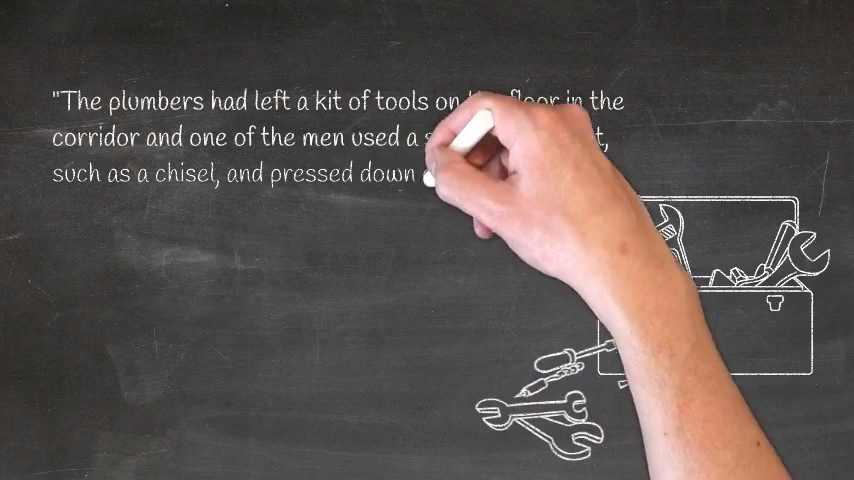 "The plumbers had left a kit of tools on floor in the
corridor and one of the men used a
such as a chisel, and pressed down